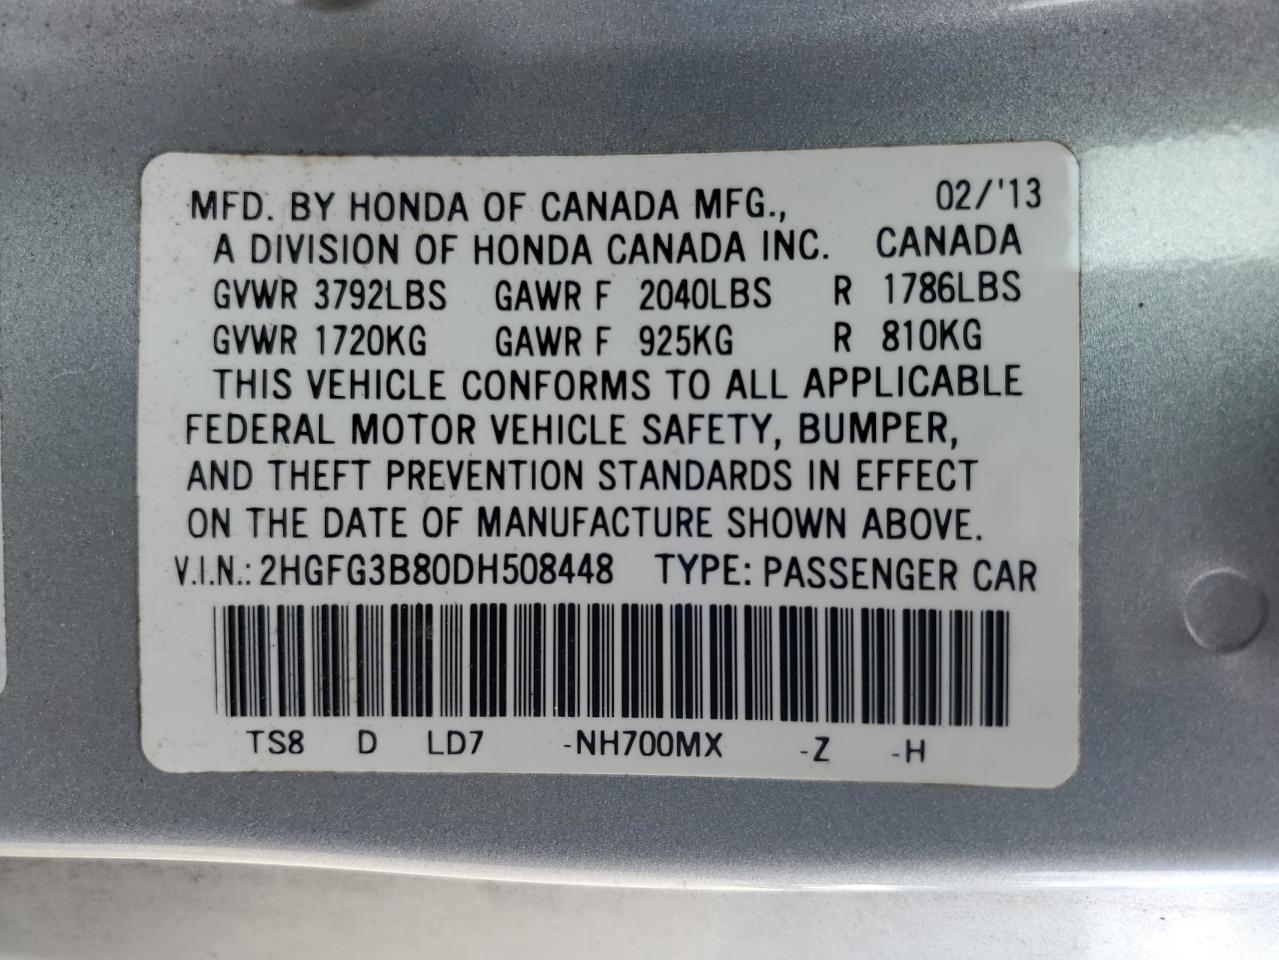 MFD. BY HONDA OF CANADA MFG., 02/'13
A DIVISION OF HONDA CANADA INC. CANADA
GVWR 3792LBS GAWR F 2040LBS R 1786LBS
GVWR 1720KG GAWR F 925KG R 810KG
THIS VEHICLE CONFORMS TO ALL APPLICABLE
FEDERAL MOTOR VEHICLE SAFETY, BUMPER,
AND THEFT PREVENTION STANDARDS IN EFFECT
ON THE DATE OF MANUFACTURE SHOWN ABOVE.
V.I.N.: 2HGFG3B80DH508448 TYPE: PASSENGER CAR
TS8 D LD7 -NH700MX -Z -H